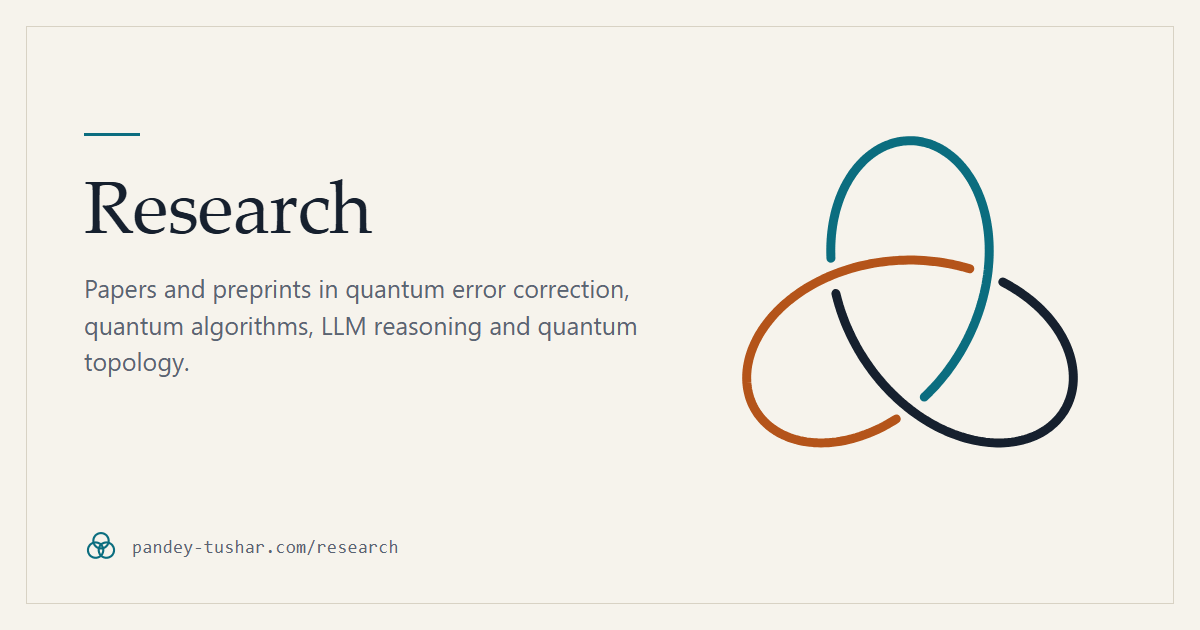 Research
Papers and preprints in quantum error correction,
quantum algorithms, LLM reasoning and quantum
topology.
pandey-tushar.com/research